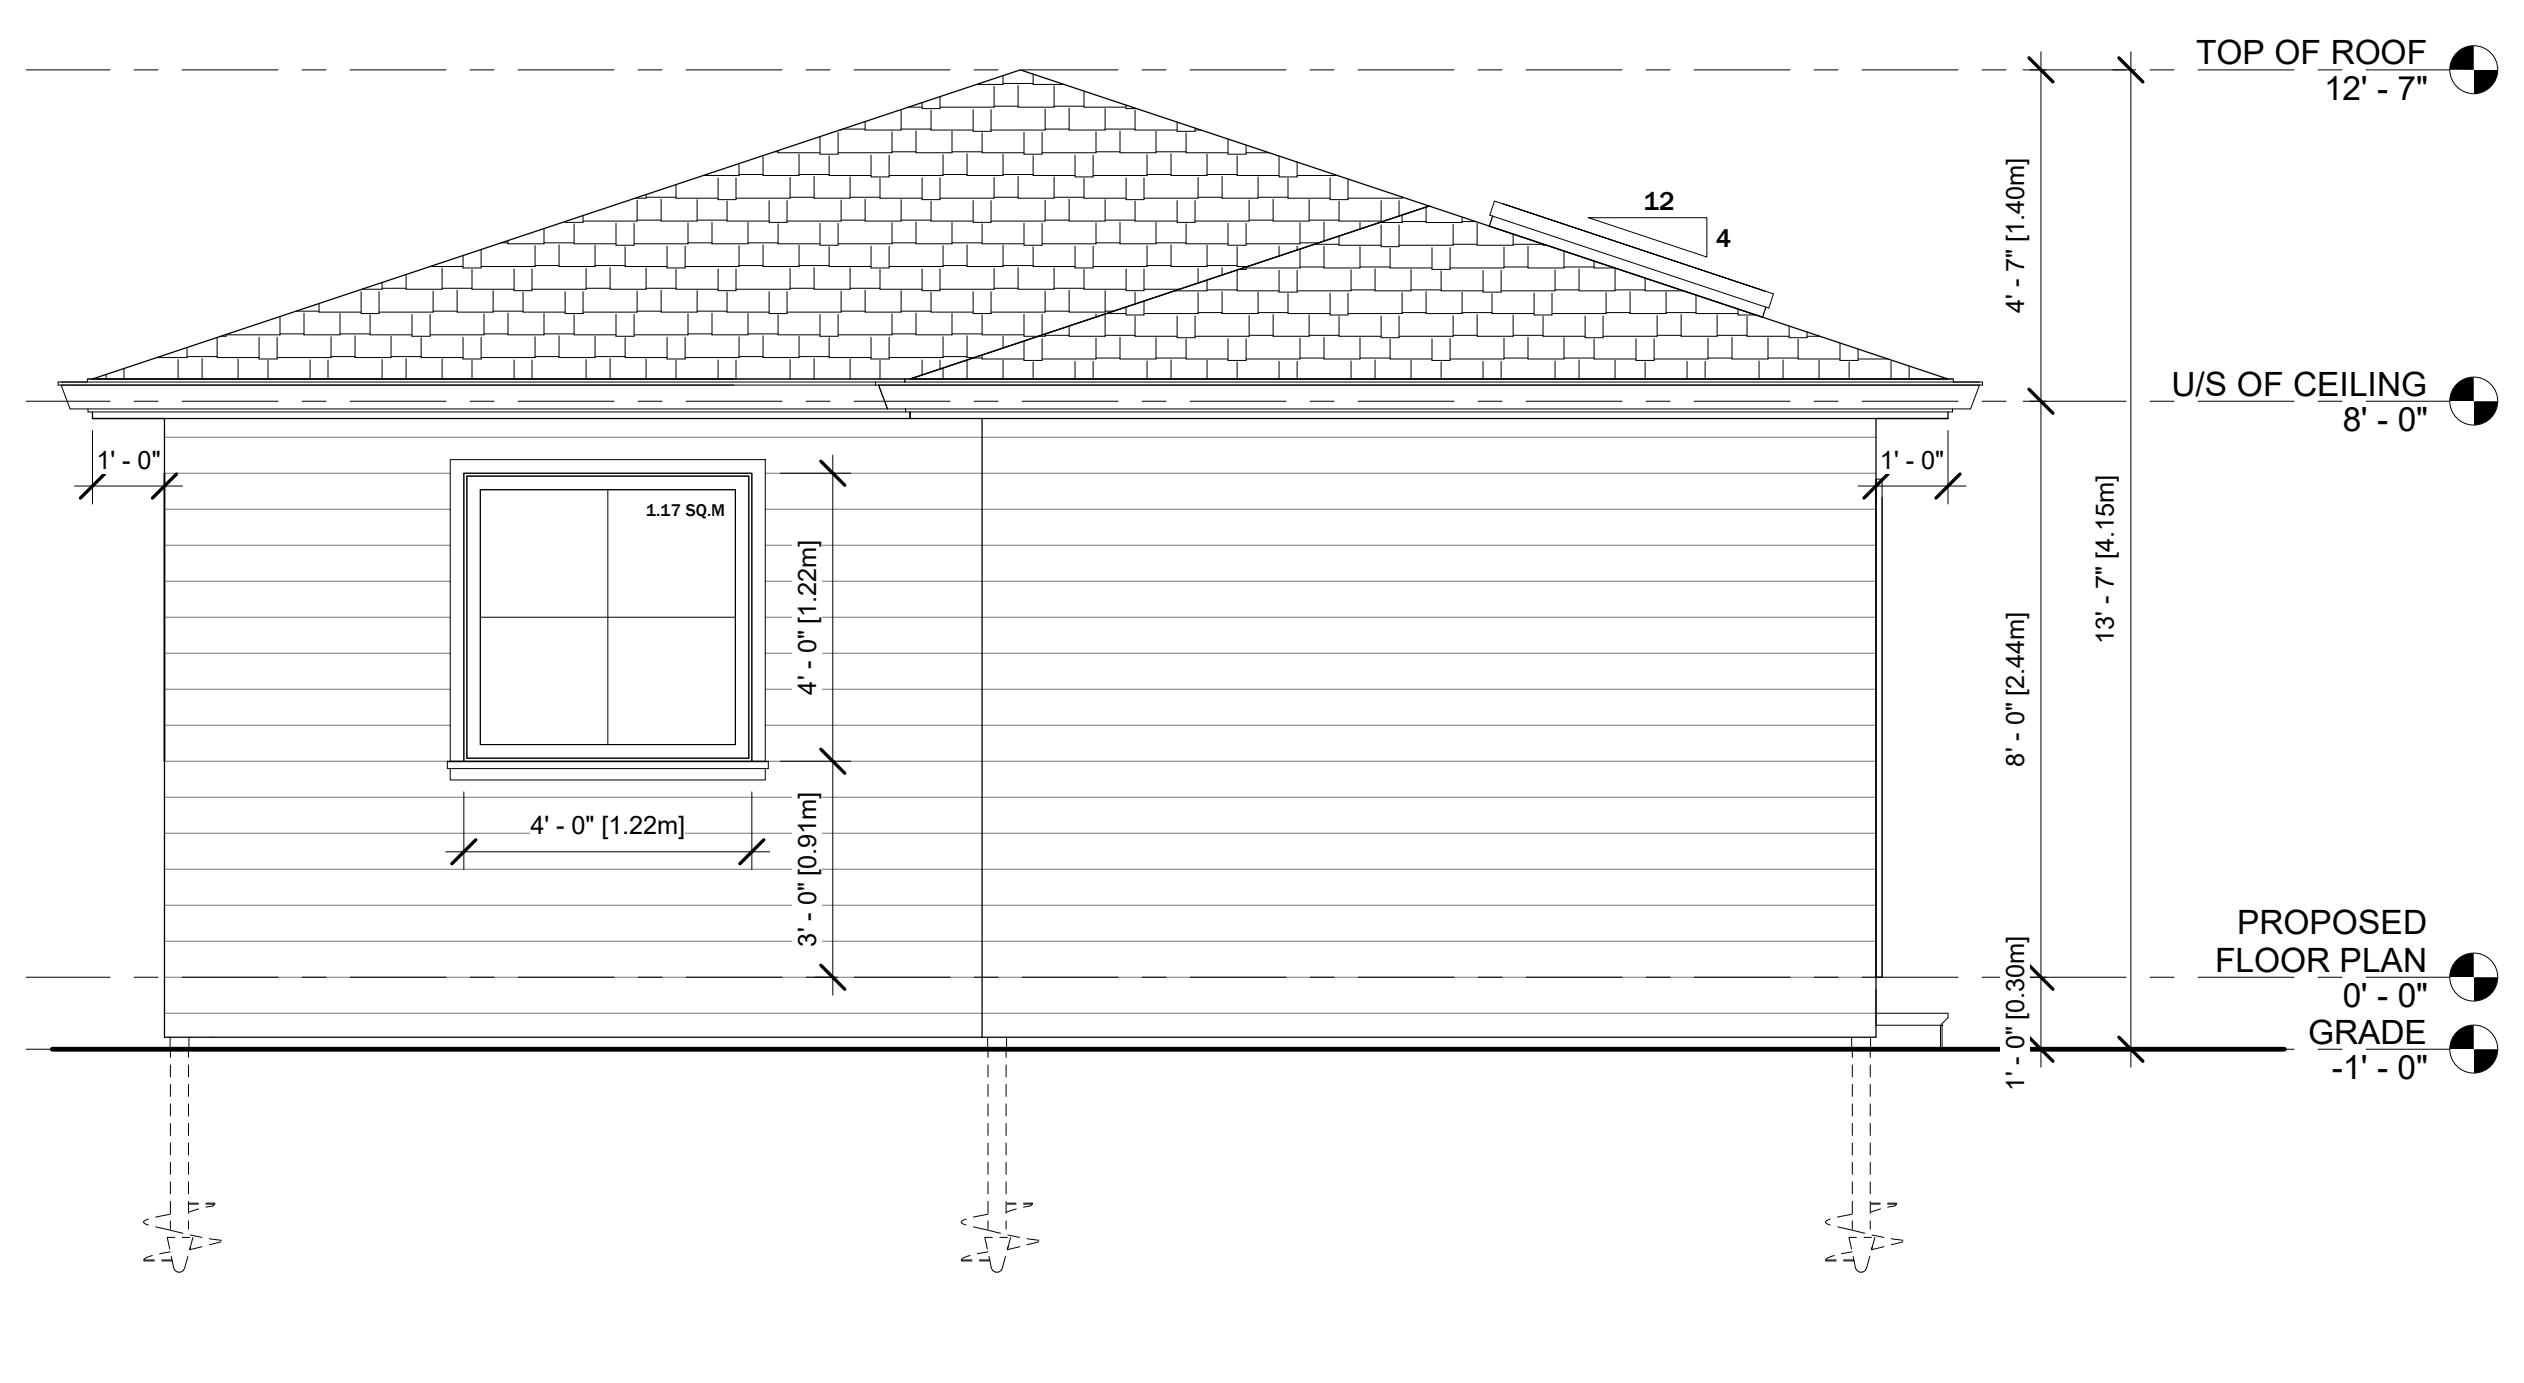 TOP OF ROOF
12' - 7"
12
4
4' - 7" [1.40m]
U/S OF CEILING
8' - 0"
1' - 0"
1' - 0"
1.17 SQ.M
4' - 0" [1.22m]
13' - 7" [4.15m]
8' - 0" [2.44m]
4' - 0" [1.22m]
3' - 0" [0.91m]
PROPOSED
FLOOR PLAN
0' - 0"
1' - 0" [0.30m]
GRADE
-1' - 0"